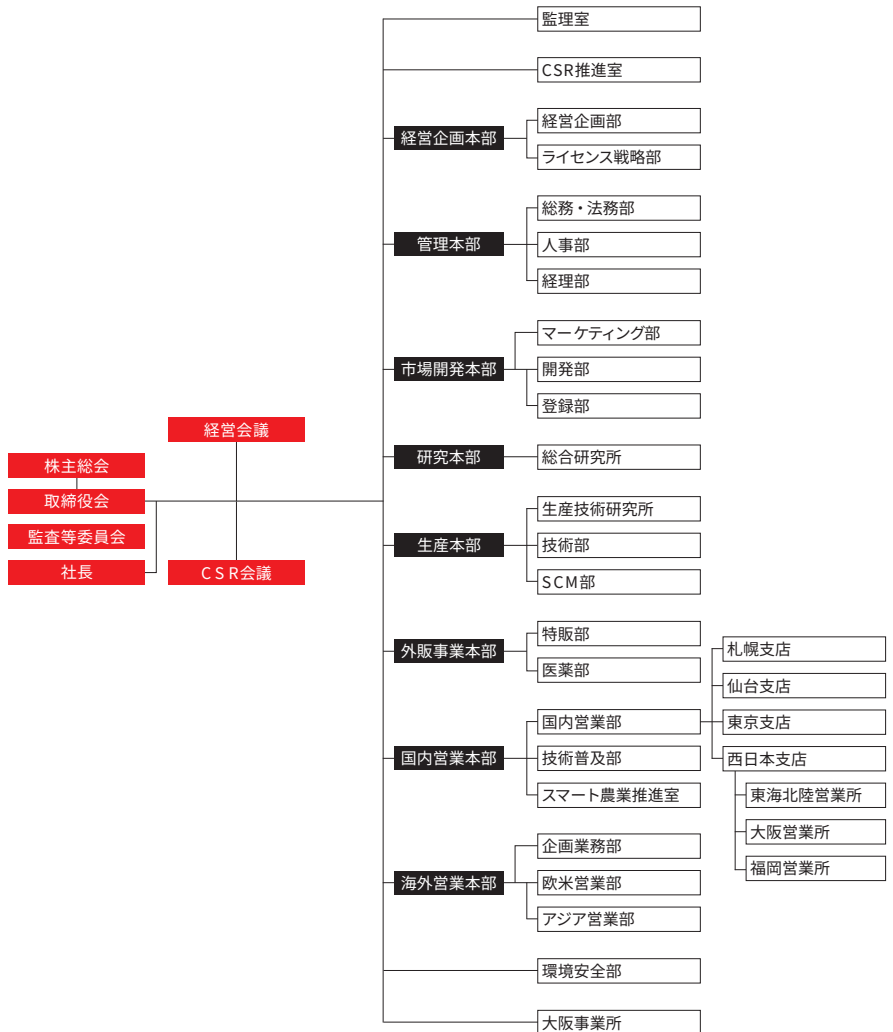 株主総会
取締役会
監査等委員会
社長
経営会議
CSR会議
監理室
CSR推進室
経営企画本部
経営企画部
ライセンス戦略部
管理本部
総務・法務部
人事部
経理部
市場開発本部
マーケティング部
開発部
登録部
研究本部
総合研究所
生産本部
生産技術研究所
技術部
SCM部
外販事業本部
特販部
医薬部
国内営業本部
国内営業部
札幌支店
仙台支店
東京支店
西日本支店
東海北陸営業所
大阪営業所
福岡営業所
技術普及部
スマート農業推進室
海外営業本部
企画業務部
欧米営業部
アジア営業部
環境安全部
大阪事業所